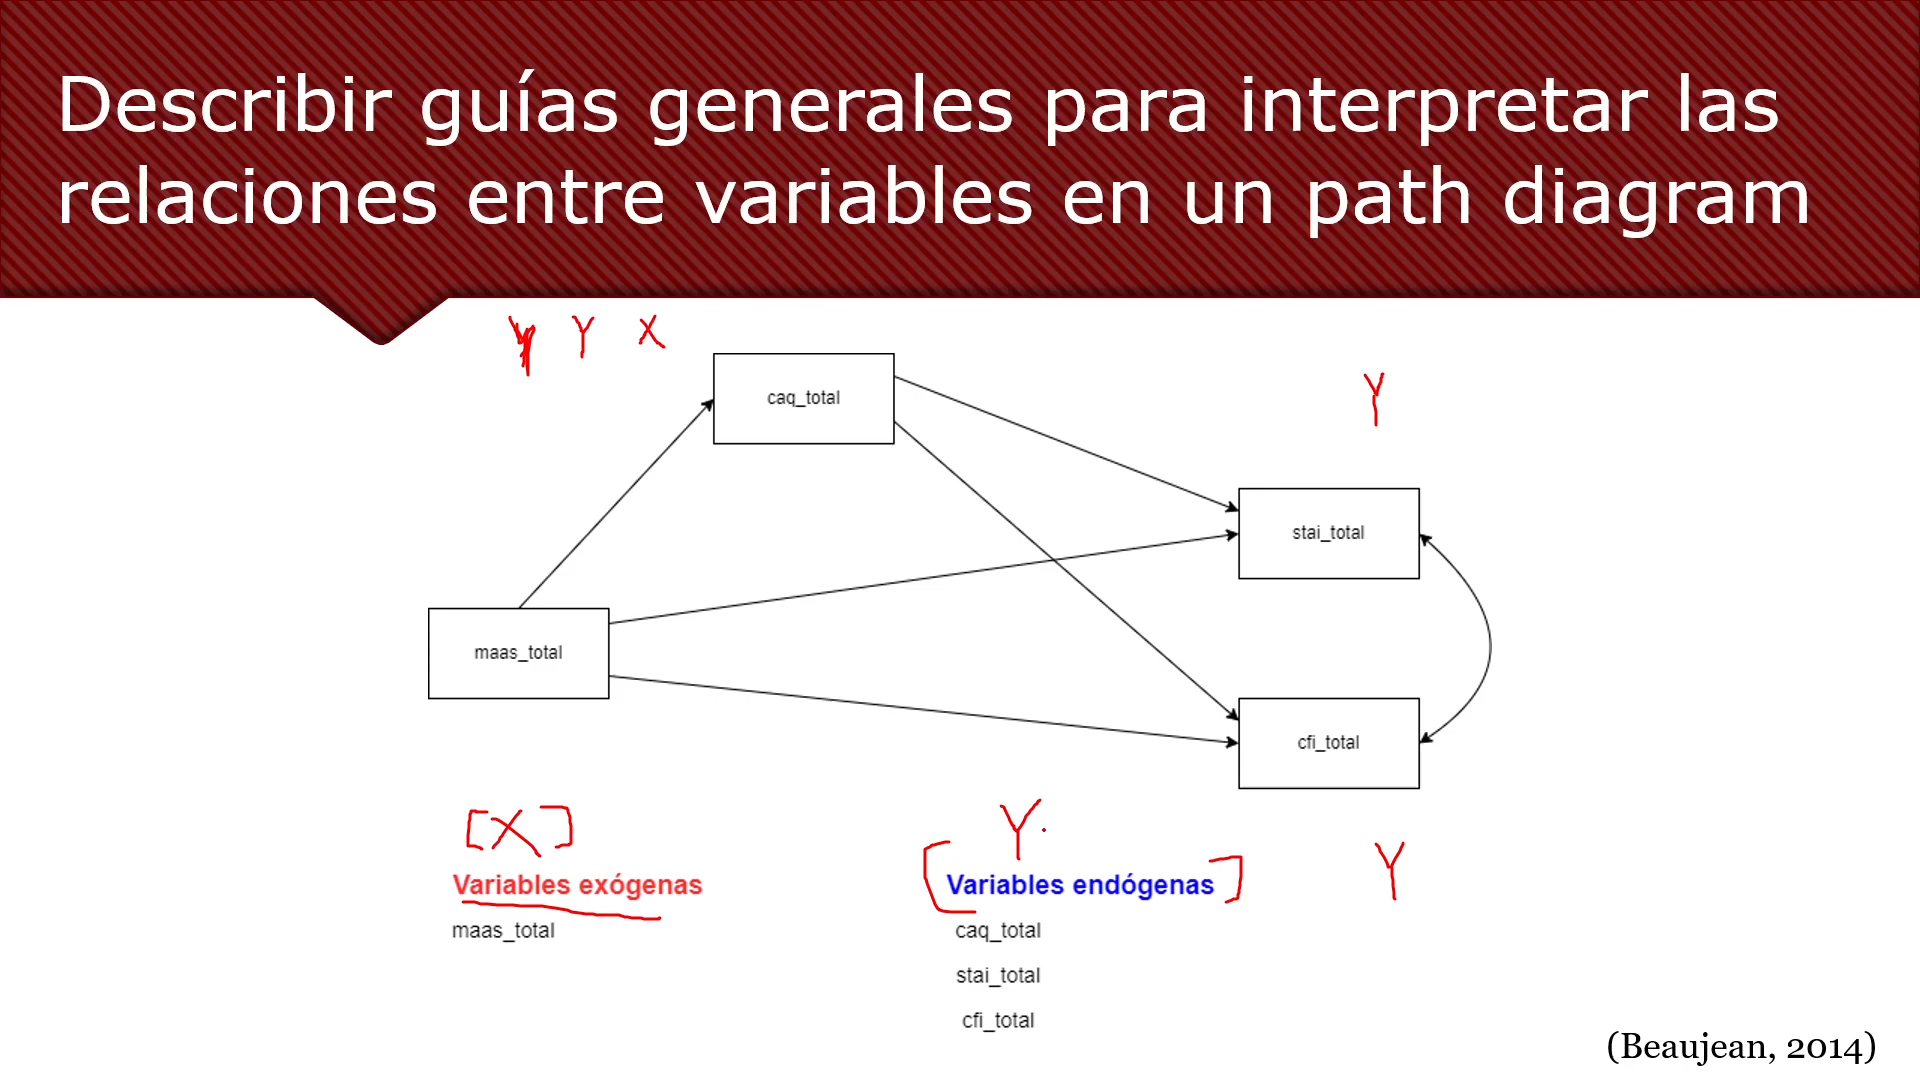 Describir guías generales para interpretar las
relaciones entre variables en un path diagram
Y Y X
caq_total
Y
stai_total
maas_total
cfi_total
[X]
Y.
Y
Variables exógenas
[Variables endógenas]
maas_total
caq_total
stai_total
cfi_total
(Beaujean, 2014)